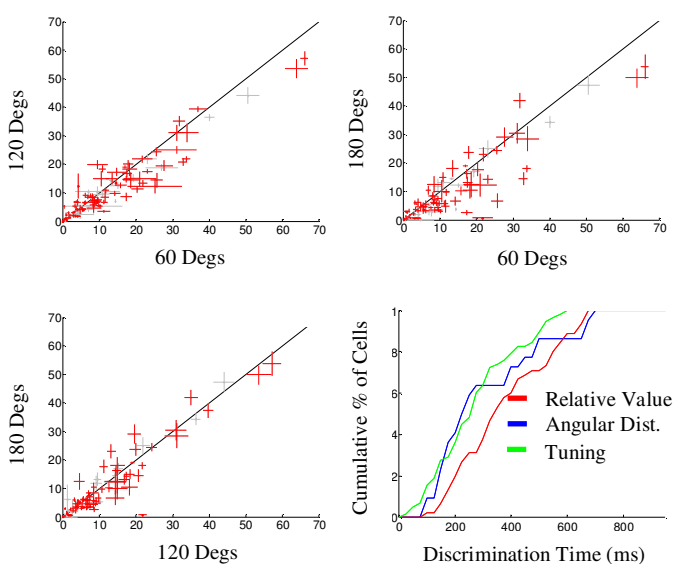 70
60
50
40
30
20
10
0
0 10 20 30 40 50 60 70
120 Degs
60 Degs
70
60
50
40
30
20
10
0
0 10 20 30 40 50 60 70
180 Degs
60 Degs
70
60
50
40
30
20
10
0
0 10 20 30 40 50 60 70
180 Degs
120 Degs
1
8
6
4
2
0
0 200 400 600 800
Cumulative % of Cells
Relative Value
Angular Dist.
Tuning
Discrimination Time (ms)